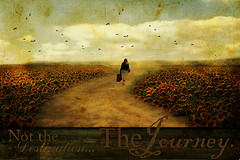 Not the
Destination...
The Journey.